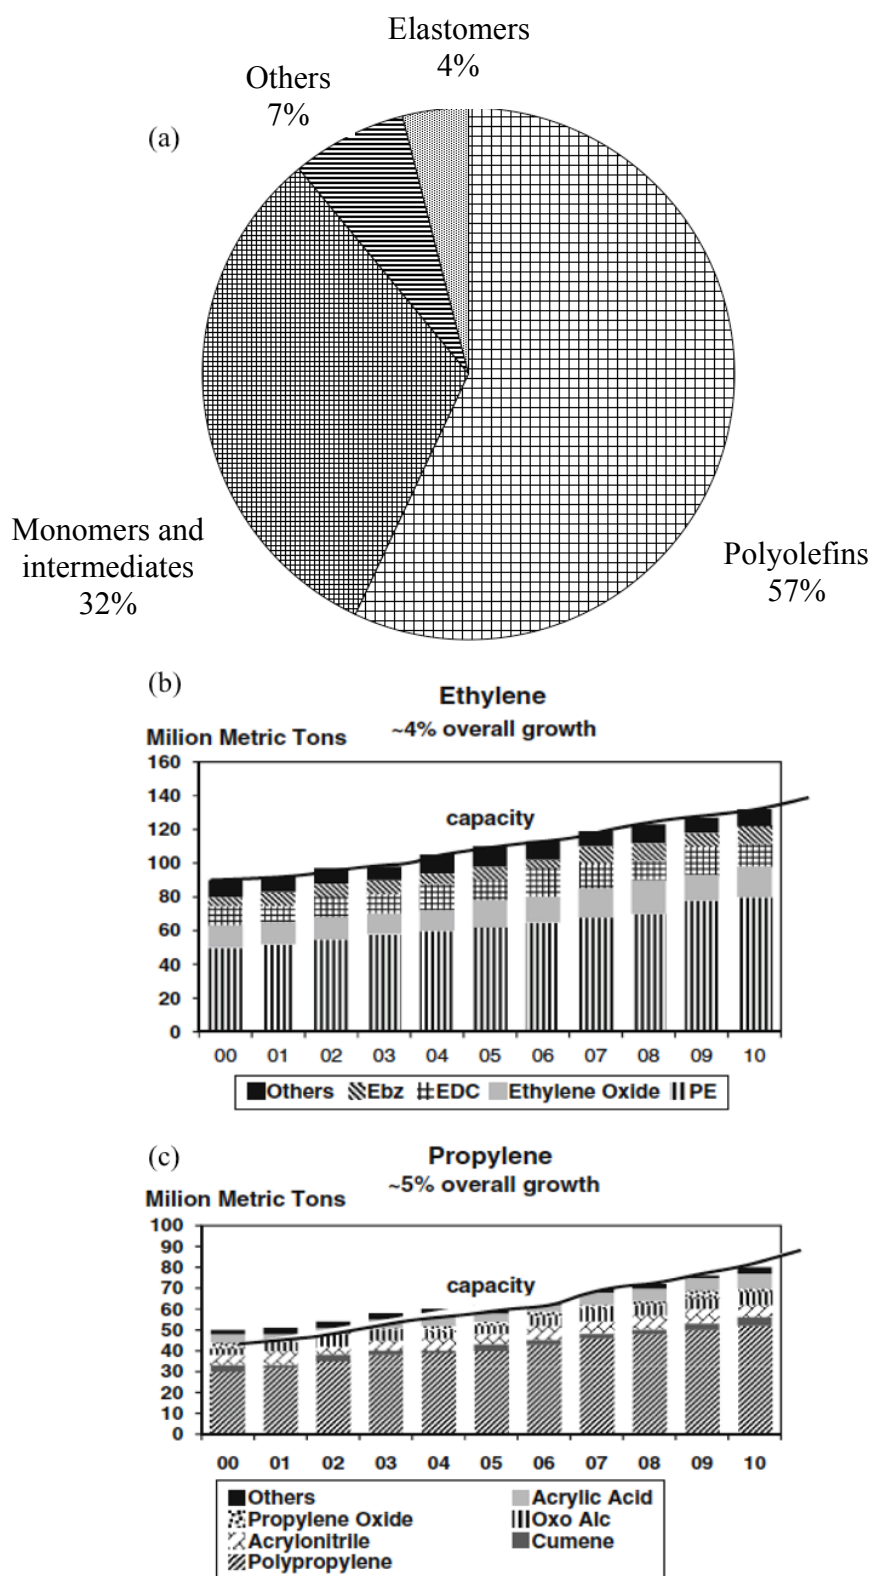 Elastomers
4%
Others
7%
(a)
Monomers and
intermediates
32%
Polyolefins
57%
(b)
Ethylene
~4% overall growth
Milion Metric Tons
160
140
120
100
80
60
40
20
0
capacity
00 01 02 03 04 05 06 07 08 09 10
Others Ebz EDC Ethylene Oxide PE
(c)
Propylene
~5% overall growth
Milion Metric Tons
100
90
80
70
60
50
40
30
20
10
0
capacity
00 01 02 03 04 05 06 07 08 09 10
Others Acrylic Acid
Propylene Oxide Oxo Alc
Acrylonitrile Cumene
Polypropylene